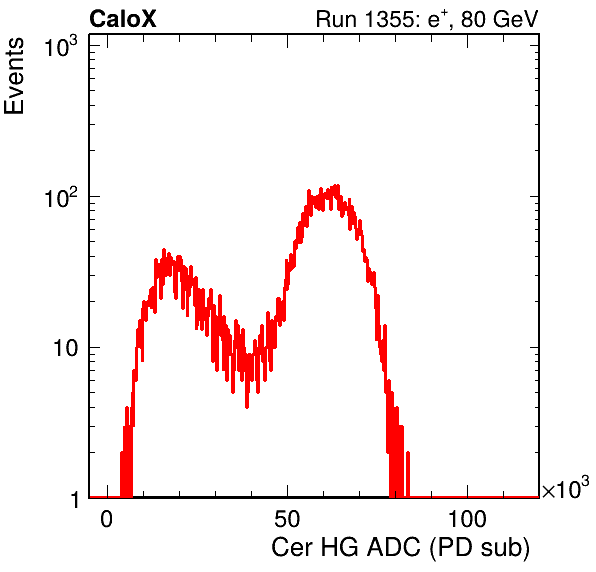 CaloX Run 1355: e⁺, 80 GeV
Events
10³
10²
10
1
0 50 100 ×10³
Cer HG ADC (PD sub)